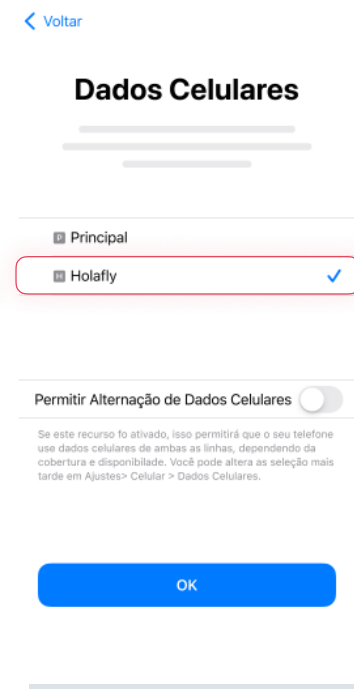 Voltar
Dados Celulares
P Principal
H Holafly
Permitir Alternação de Dados Celulares
Se este recurso fo ativado, isso permitirá que o seu telefone
use dados celulares de ambas as linhas, dependendo da
cobertura e disponibilade. Você pode altera as seleção mais
tarde em Ajustes> Celular > Dados Celulares.
OK